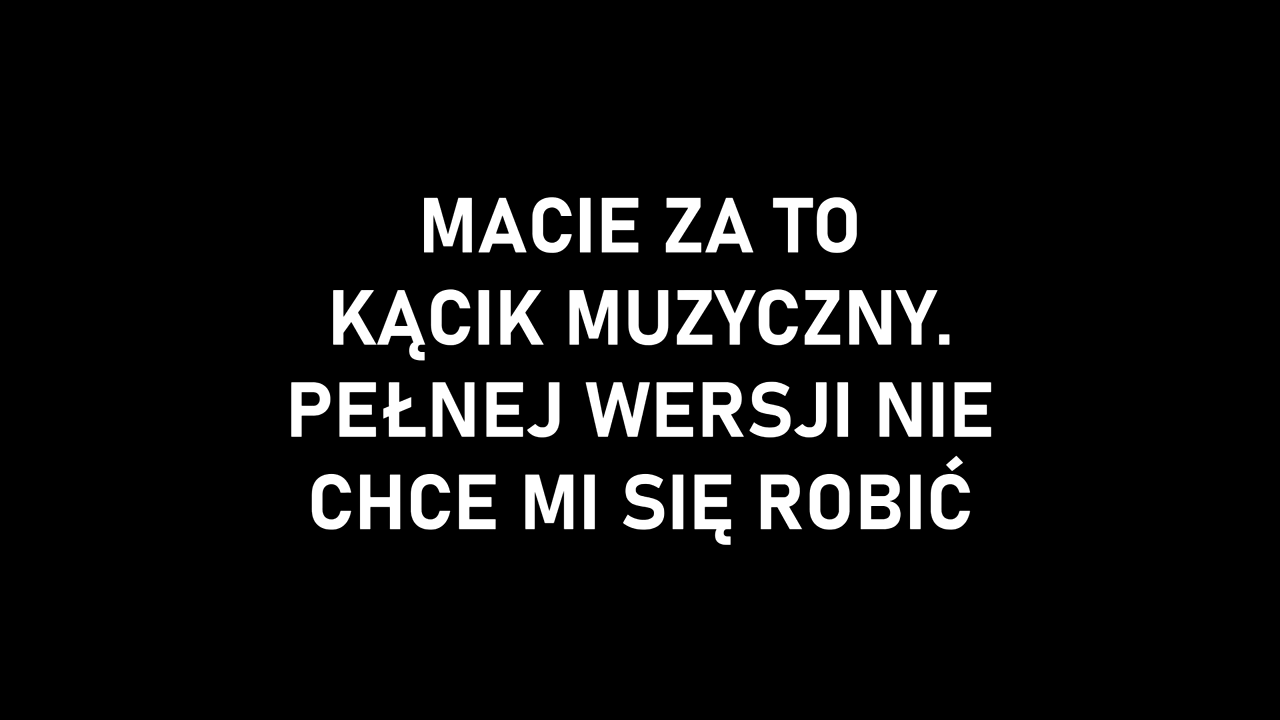 MACIE ZA TO
KĄCIK MUZYCZNY.
PEŁNEJ WERSJI NIE
CHCE MI SIĘ ROBIĆ